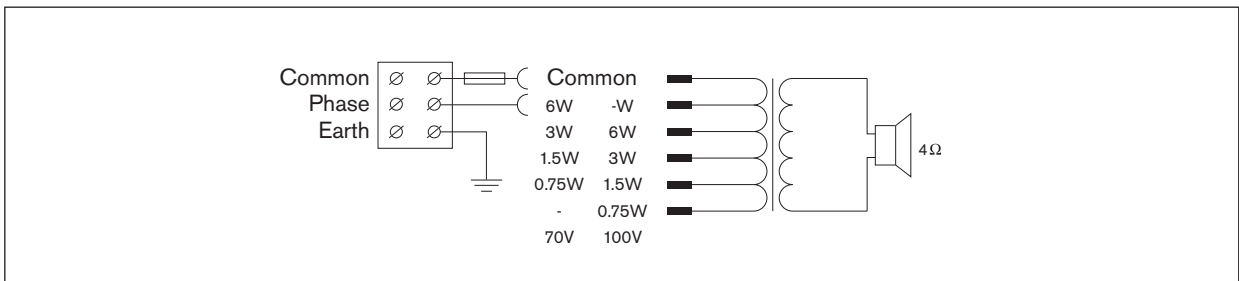 Common
Phase
Earth
Common
6W -W
3W 6W
1.5W 3W
0.75W 1.5W
- 0.75W
70V 100V
4Ω